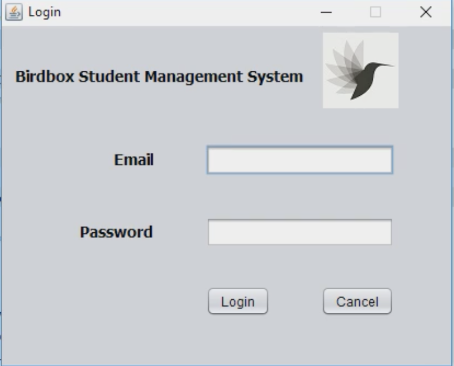 Login
Birdbox Student Management System
Email
Password
Login Cancel